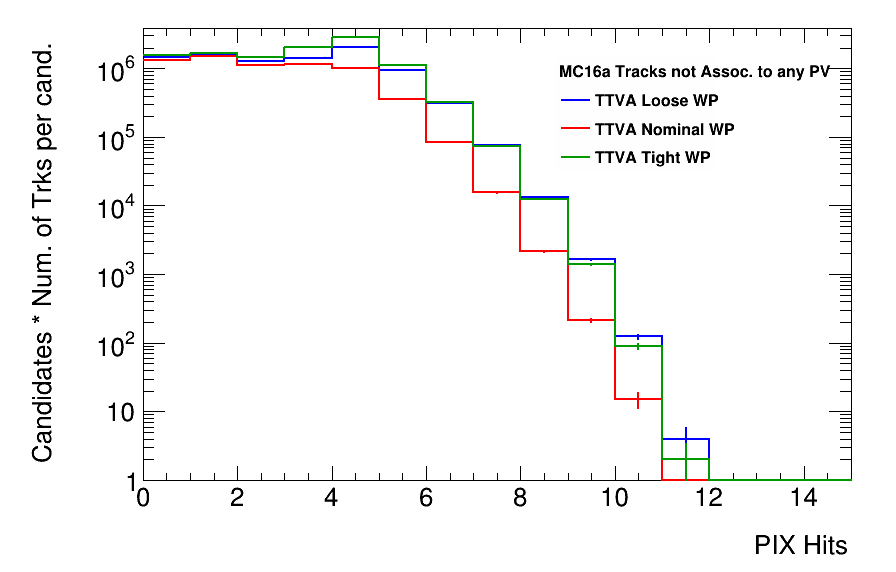 Candidates * Num. of Trks per cand.
10^6
10^5
10^4
10^3
10^2
10
1
MC16a Tracks not Assoc. to any PV
TTVA Loose WP
TTVA Nominal WP
TTVA Tight WP
0 2 4 6 8 10 12 14
PIX Hits